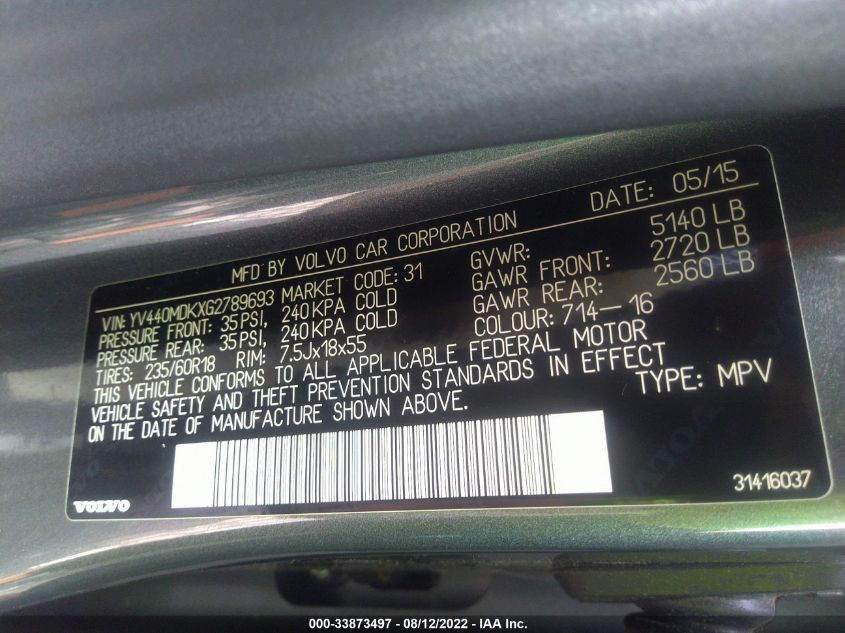 MFD BY VOLVO CAR CORPORATION DATE: 05/15
VIN: YV440MDKXG2789693 MARKET CODE: 31 GVWR: 5140 LB
PRESSURE FRONT: 35PSI, 240KPA COLD GAWR FRONT: 2720 LB
PRESSURE REAR: 35PSI, 240KPA COLD GAWR REAR: 2560 LB
TIRES: 235/60R18 RIM: 7.5Jx18x55 COLOUR: 714-16
THIS VEHICLE CONFORMS TO ALL APPLICABLE FEDERAL MOTOR
VEHICLE SAFETY AND THEFT PREVENTION STANDARDS IN EFFECT
ON THE DATE OF MANUFACTURE SHOWN ABOVE. TYPE: MPV
31416037
VOLVO
000-33873497 - 08/12/2022 - IAA Inc.